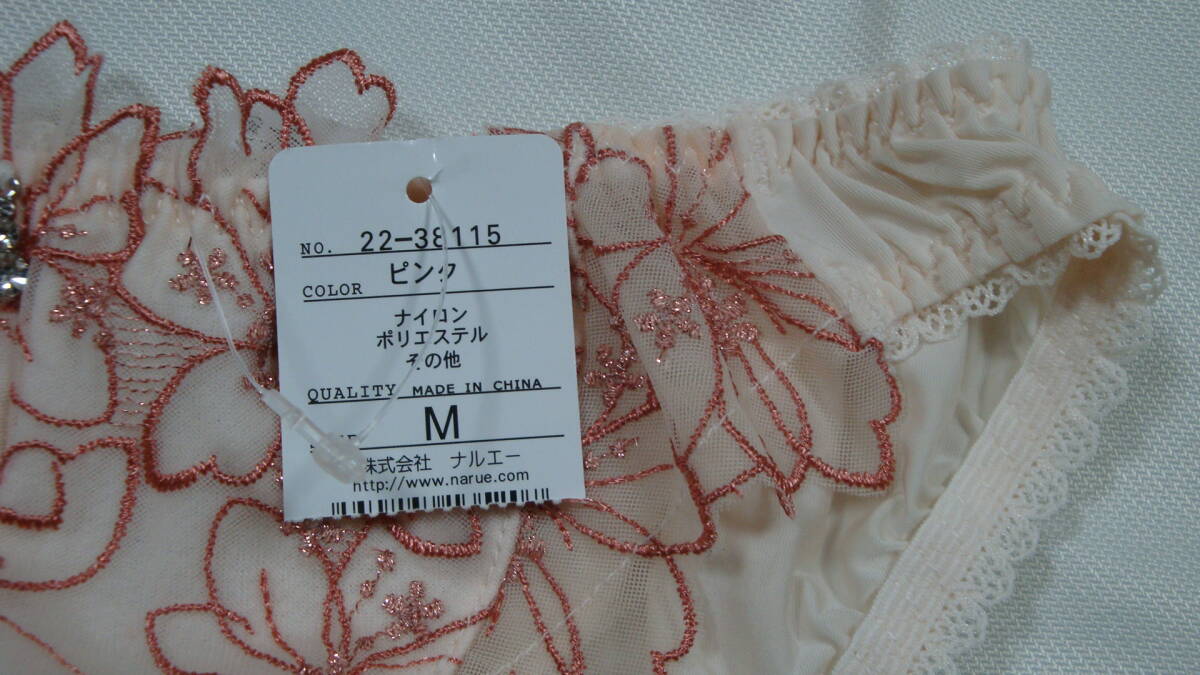 NO. 22-38115
COLOR ピンク
ナイロン
ポリエステル
その他
QUALITY MADE IN CHINA
M
株式会社 ナルエー
http://www.narue.com